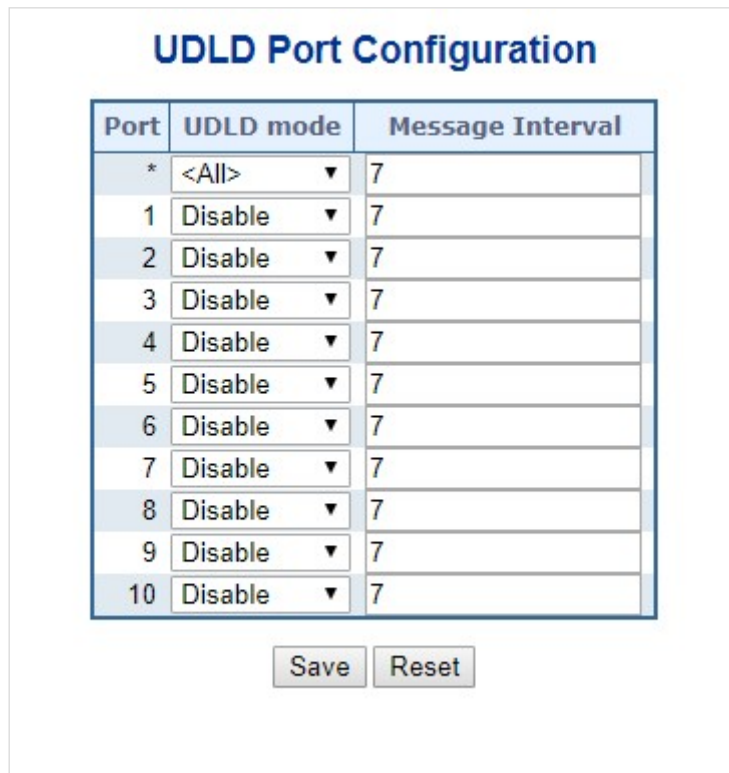 UDLD Port Configuration
Port UDLD mode Message Interval
* <All> 7
1 Disable 7
2 Disable 7
3 Disable 7
4 Disable 7
5 Disable 7
6 Disable 7
7 Disable 7
8 Disable 7
9 Disable 7
10 Disable 7
Save Reset